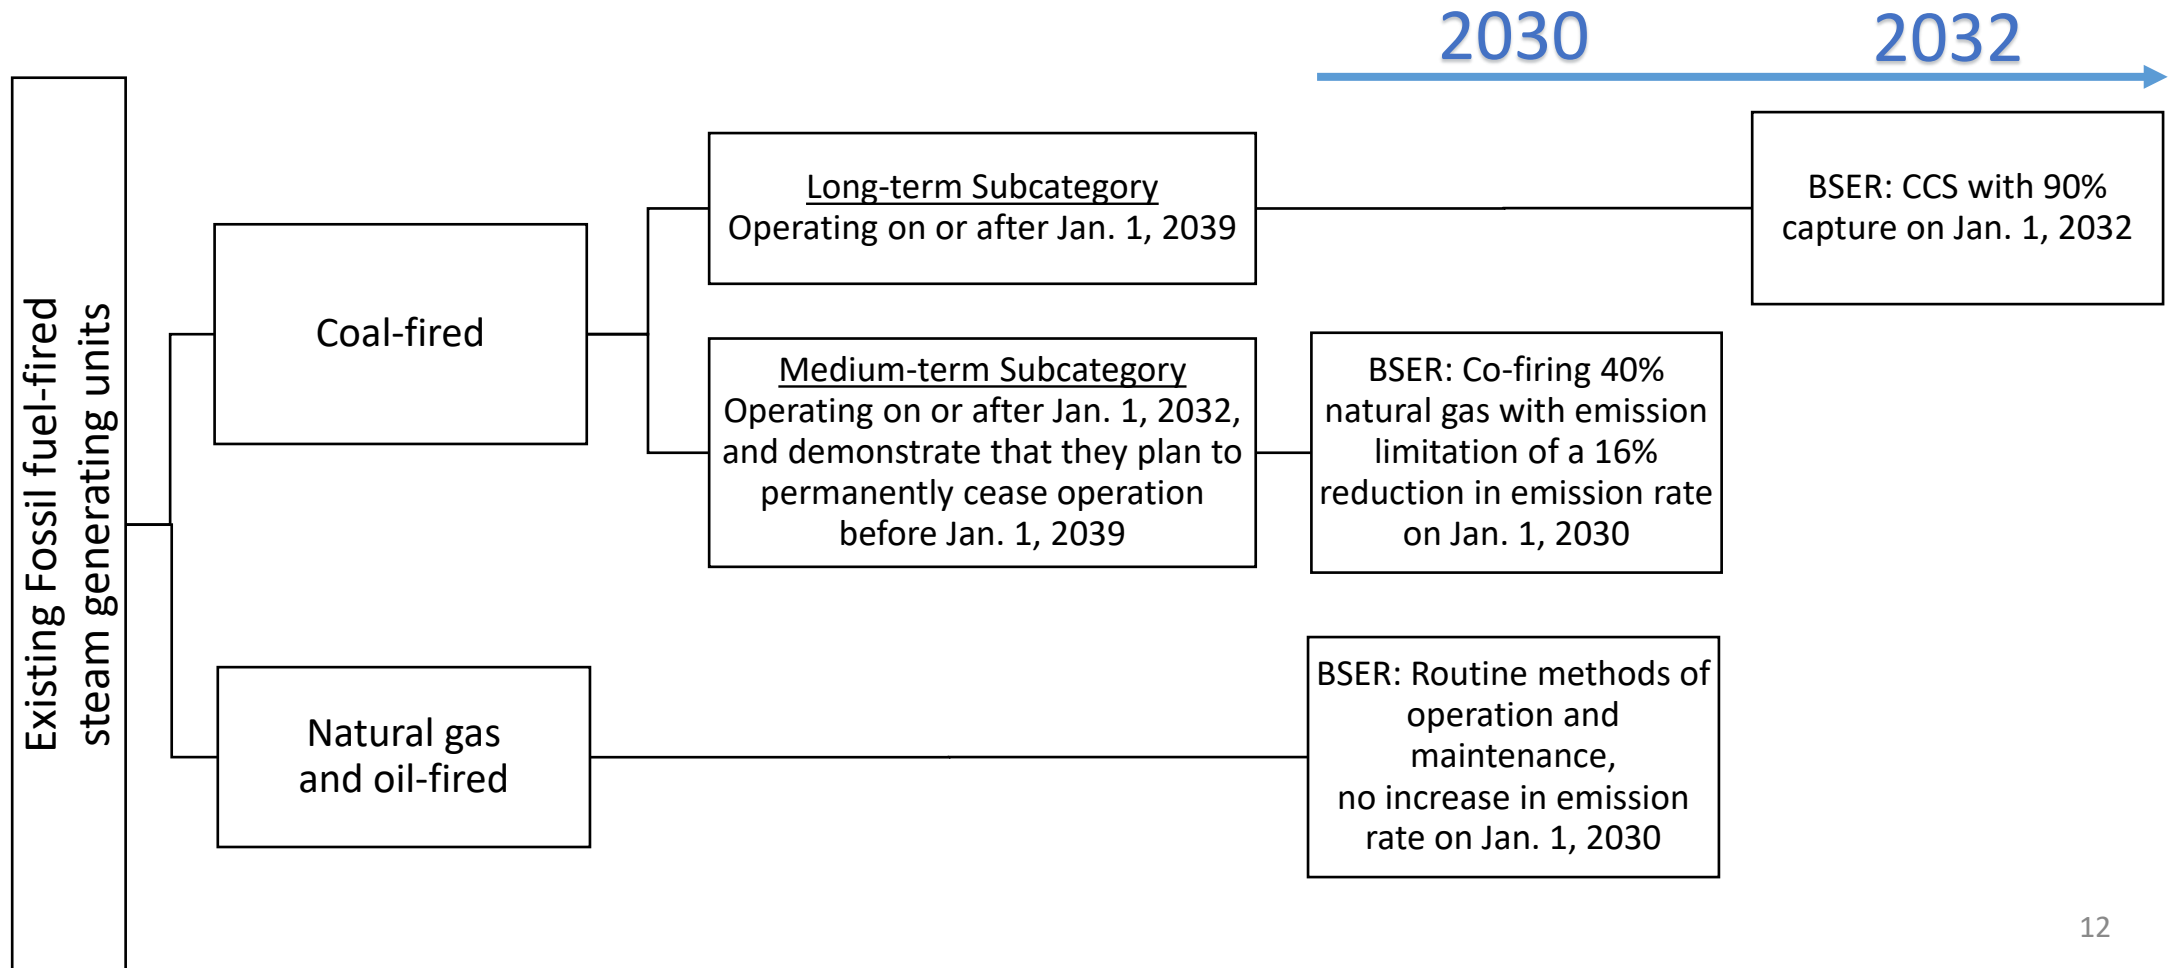 2030
2032
Existing Fossil fuel-fired
steam generating units
Coal-fired
Long-term Subcategory
Operating on or after Jan. 1, 2039
BSER: CCS with 90%
capture on Jan. 1, 2032
Medium-term Subcategory
Operating on or after Jan. 1, 2032,
and demonstrate that they plan to
permanently cease operation
before Jan. 1, 2039
BSER: Co-firing 40%
natural gas with emission
limitation of a 16%
reduction in emission rate
on Jan. 1, 2030
Natural gas
and oil-fired
BSER: Routine methods of
operation and
maintenance,
no increase in emission
rate on Jan. 1, 2030
12